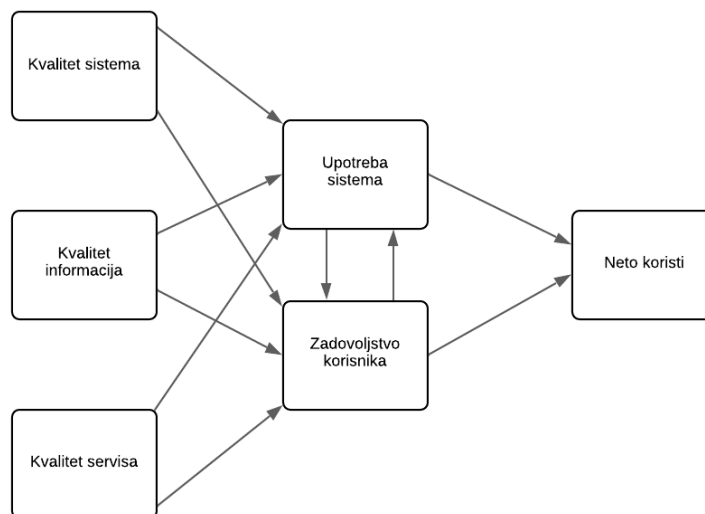 Kvalitet sistema
Upotreba
sistema
Kvalitet
informacija
Neto koristi
Zadovoljstvo
korisnika
Kvalitet servisa